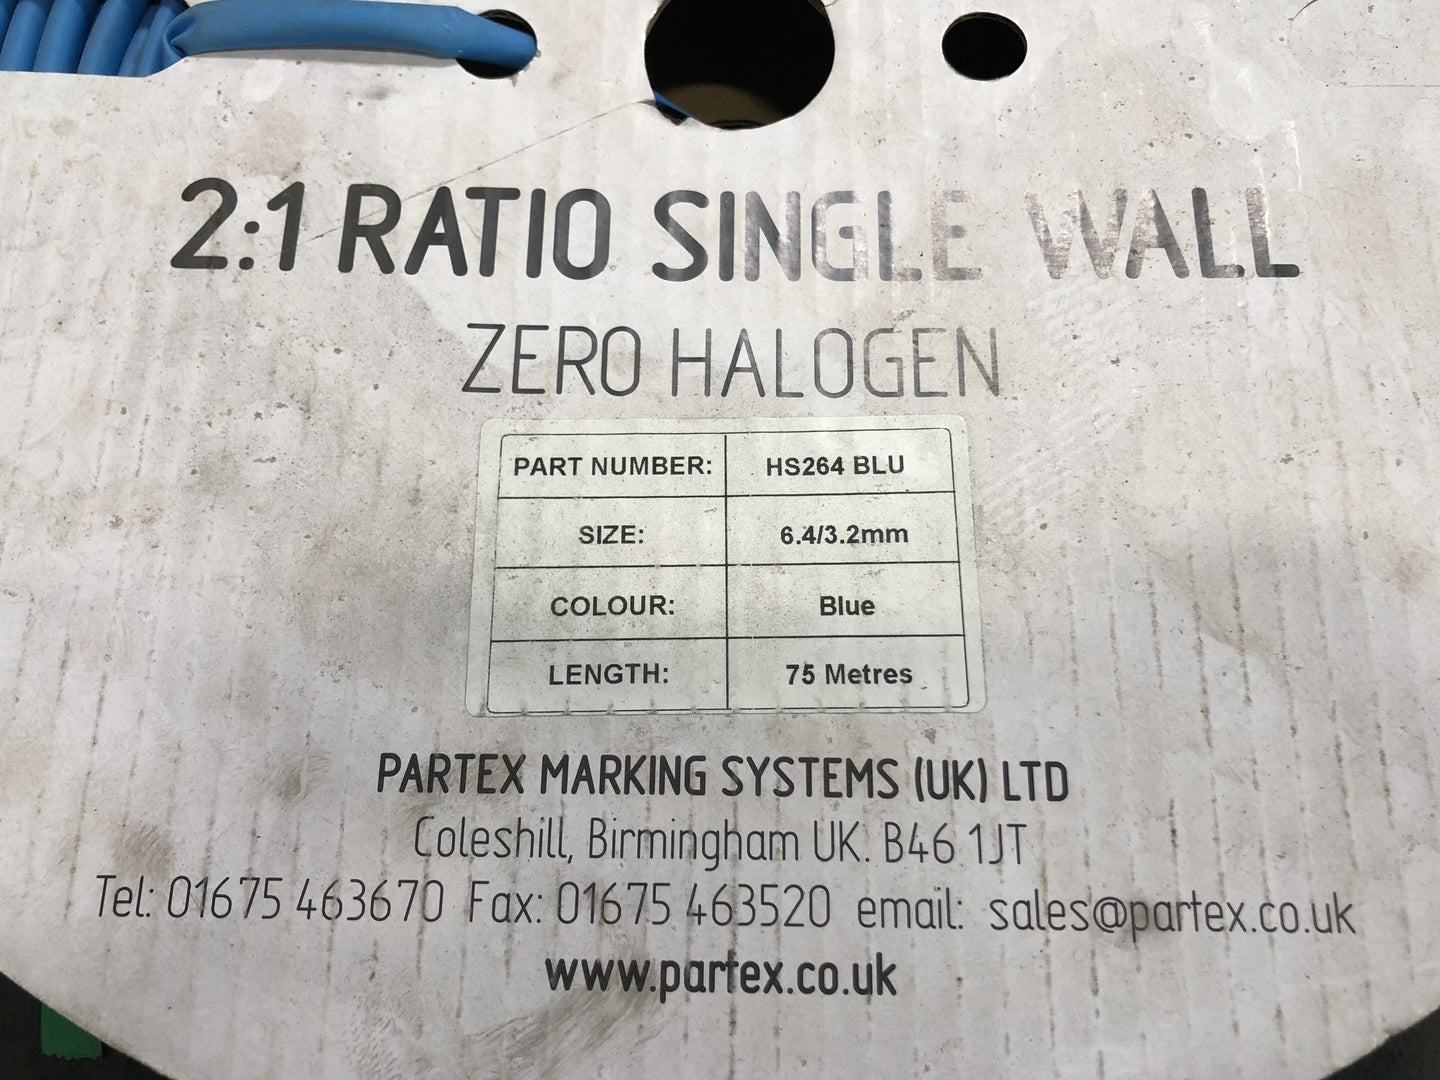 2:1 RATIO SINGLE WALL
ZERO HALOGEN
PART NUMBER: HS264 BLU
SIZE: 6.4/3.2mm
COLOUR: Blue
LENGTH: 75 Metres
PARTEX MARKING SYSTEMS (UK) LTD
Coleshill, Birmingham UK. B46 1JT
Tel: 01675 463670 Fax: 01675 463520 email: sales@partex.co.uk
www.partex.co.uk